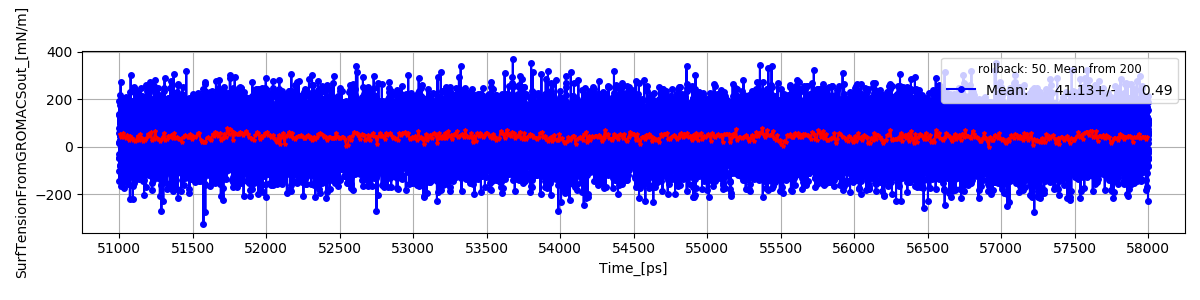 SurfTensionFromGROMACSout_[mN/m]
400
200
0
−200
rollback: 50. Mean from 200
Mean: 41.13+/- 0.49
51000 51500 52000 52500 53000 53500 54000 54500 55000 55500 56000 56500 57000 57500 58000
Time_[ps]